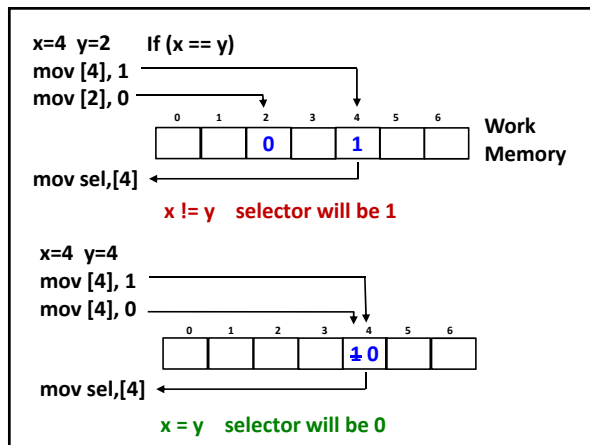 x=4 y=2 If (x == y)
mov [4], 1
mov [2], 0
0 1 2 3 4 5 6
0 1
Work
Memory
mov sel,[4]
x != y selector will be 1
x=4 y=4
mov [4], 1
mov [4], 0
0 1 2 3 4 5 6
1 0
mov sel,[4]
x = y selector will be 0